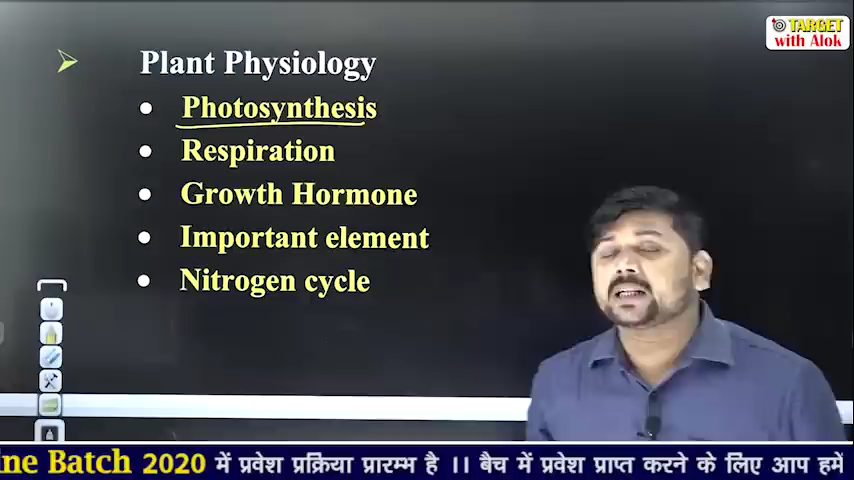 TARGET
with Alok
Plant Physiology
Photosynthesis
Respiration
Growth Hormone
Important element
Nitrogen cycle
Batch 2020 में प्रवेश प्रक्रिया प्रारम्भ है ।। बैच में प्रवेश प्राप्त करने के लिए आप हमें